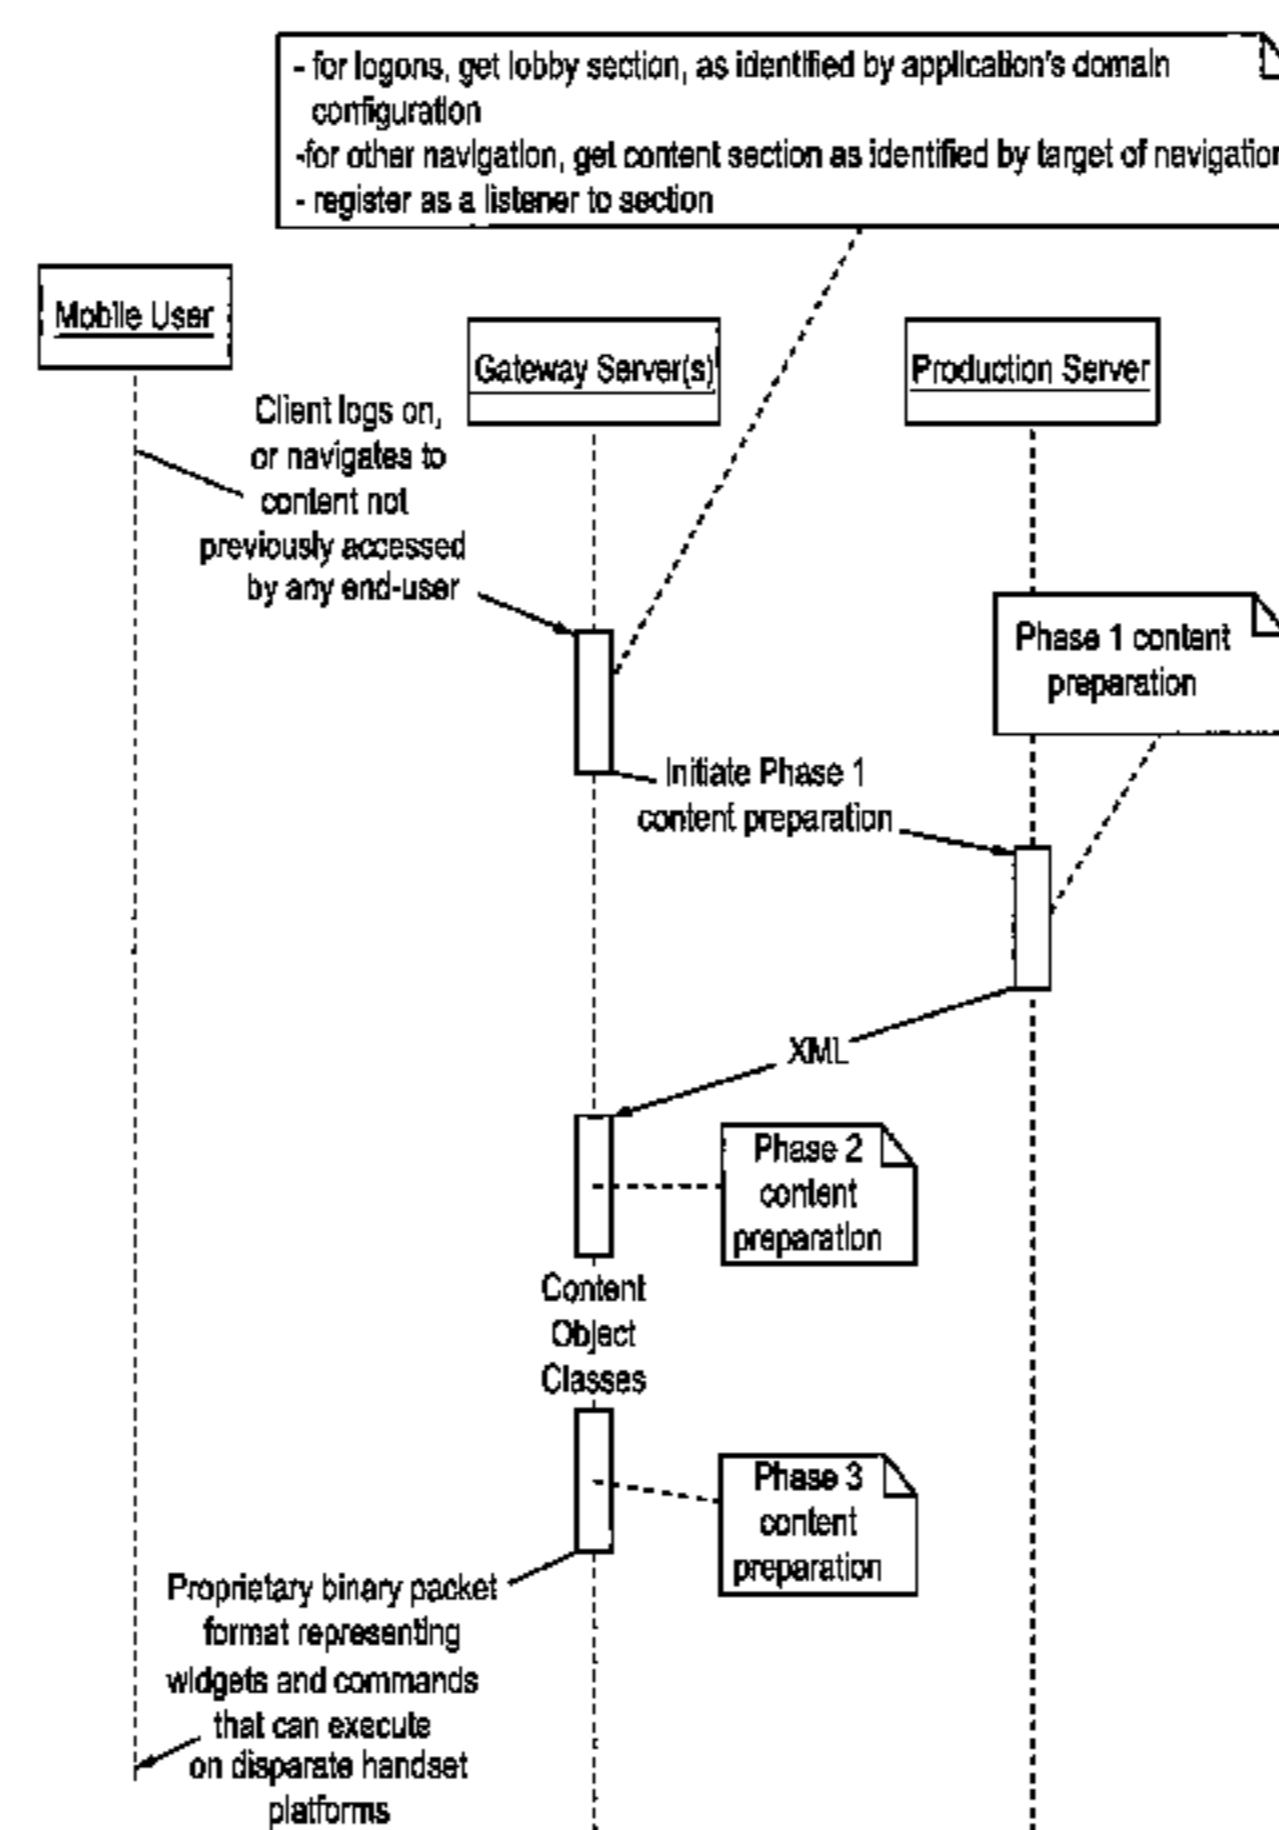 - for logons, get lobby section, as identified by application's domain
configuration
-for other navigation, get content section as identified by target of navigation
- register as a listener to section
Mobile User
Gateway Server(s)
Production Server
Client logs on,
or navigates to
content not
previously accessed
by any end-user
Phase 1 content
preparation
Initiate Phase 1
content preparation
XML
Phase 2
content
preparation
Content
Object
Classes
Phase 3
content
preparation
Proprietary binary packet
format representing
widgets and commands
that can execute
on disparate handset
platforms